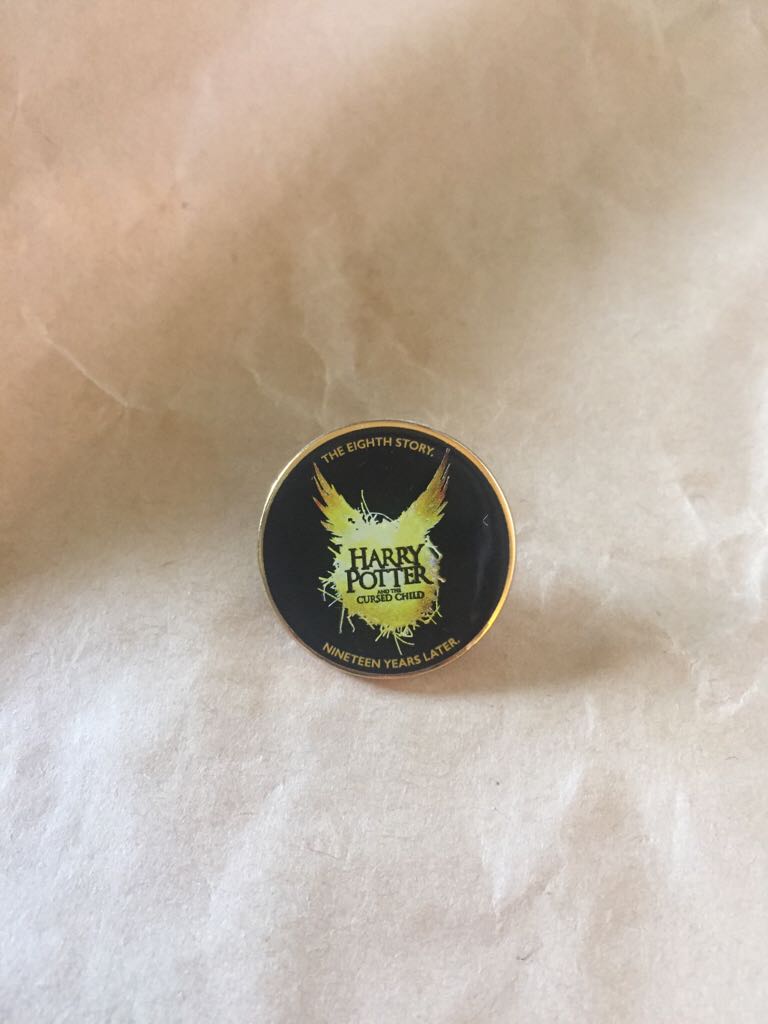 THE EIGHTH STORY.
HARRY
POTTER
AND THE
CURSED CHILD
NINETEEN YEARS LATER.